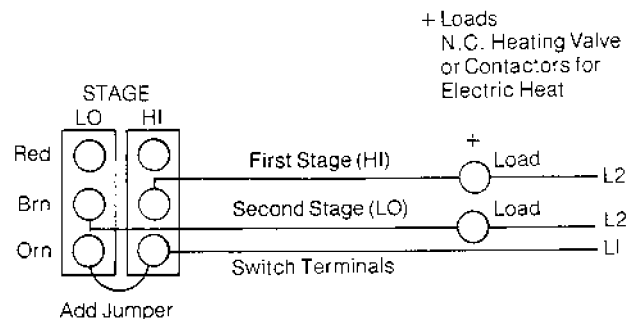 + Loads
N.C. Heating Valve
or Contactors for
Electric Heat
STAGE
LO HI
Red
First Stage (HI)
+
Load
L2
Brn
Second Stage (LO)
Load
L2
Orn
Switch Terminals
L1
Add Jumper